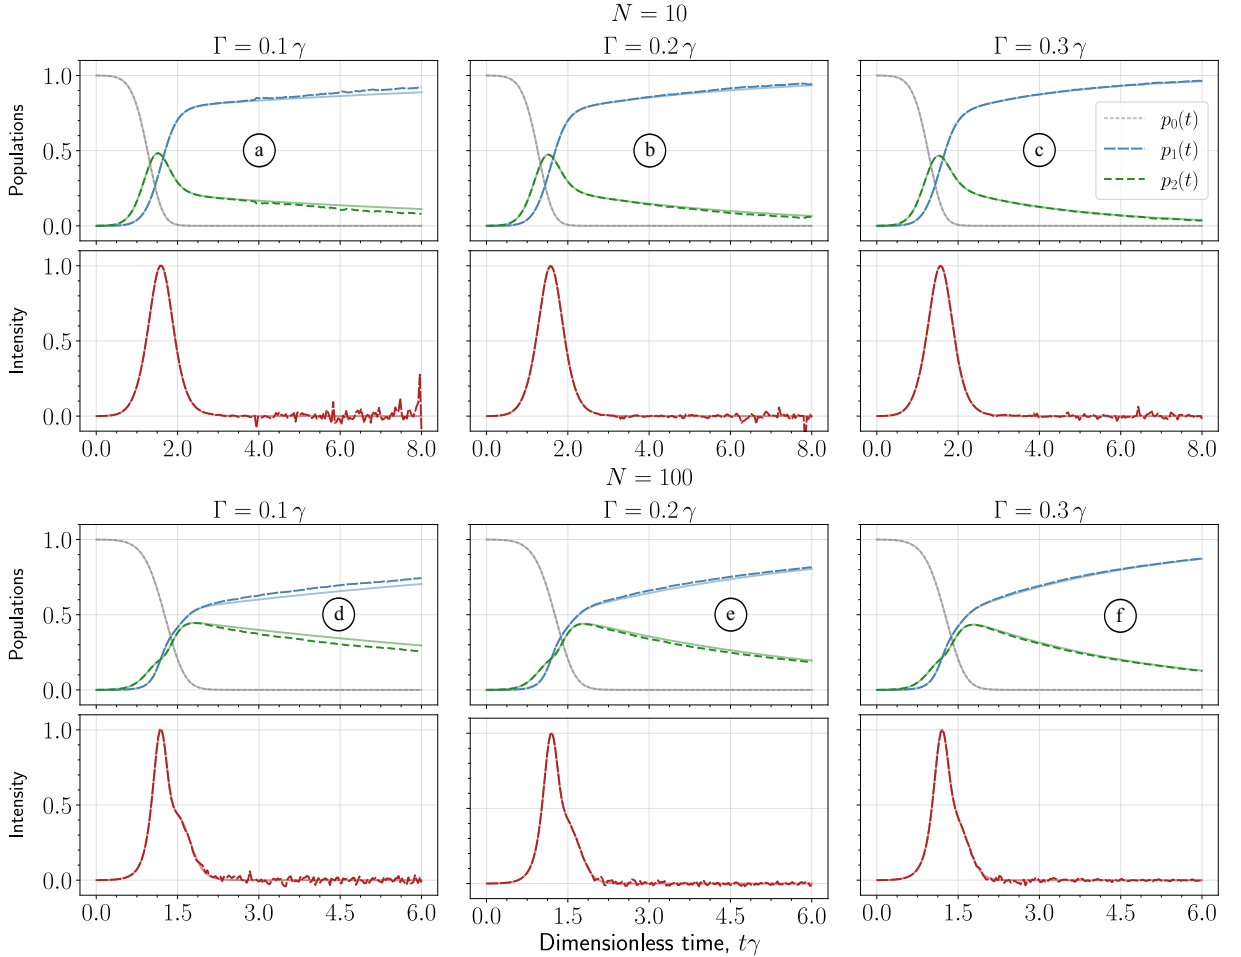 N = 10
Γ = 0.1 γ
Γ = 0.2 γ
Γ = 0.3 γ
Populations
1.0
0.5
0.0
a
b
c
p₀(t)
p₁(t)
p₂(t)
Intensity
1.0
0.5
0.0
0.0 2.0 4.0 6.0 8.0
0.0 2.0 4.0 6.0 8.0
0.0 2.0 4.0 6.0 8.0
N = 100
Γ = 0.1 γ
Γ = 0.2 γ
Γ = 0.3 γ
Populations
1.0
0.5
0.0
d
e
f
Intensity
1.0
0.5
0.0
0.0 1.5 3.0 4.5 6.0
0.0 1.5 3.0 4.5 6.0
0.0 1.5 3.0 4.5 6.0
Dimensionless time, tγ